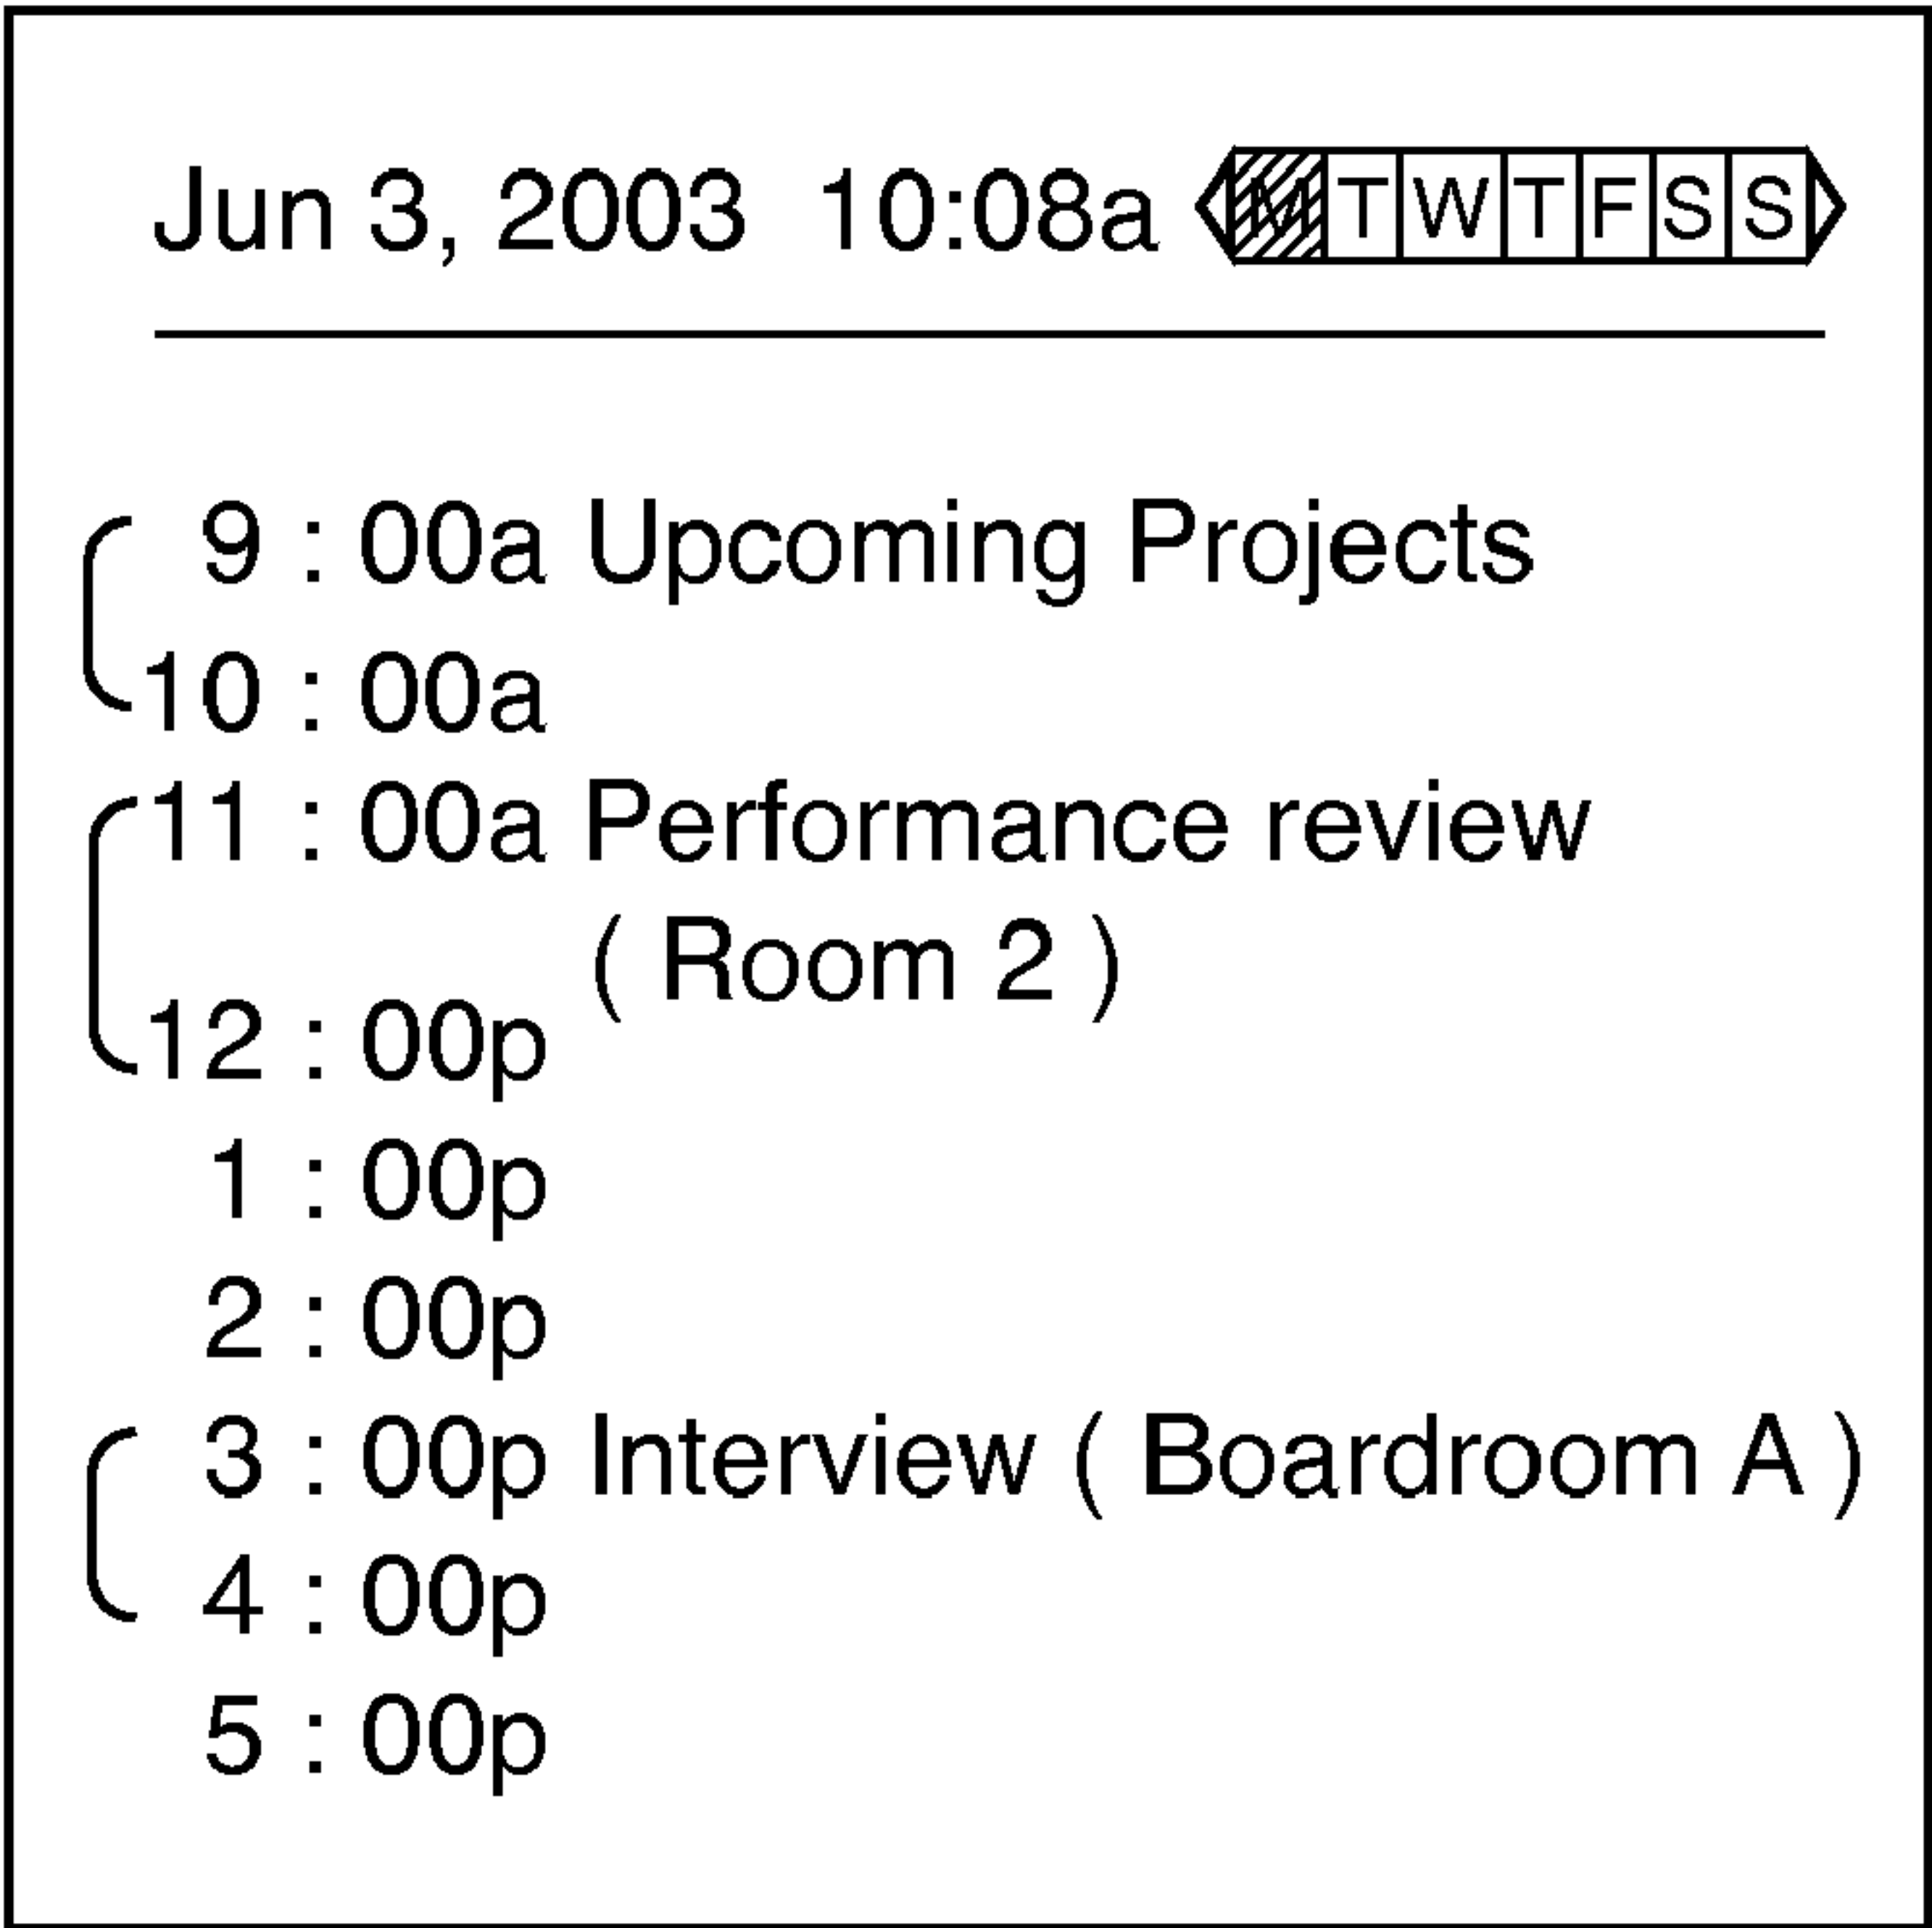 Jun 3, 2003 10:08a M T W T F S S
9 : 00a Upcoming Projects
10 : 00a
11 : 00a Performance review
( Room 2 )
12 : 00p
1 : 00p
2 : 00p
3 : 00p Interview ( Boardroom A )
4 : 00p
5 : 00p